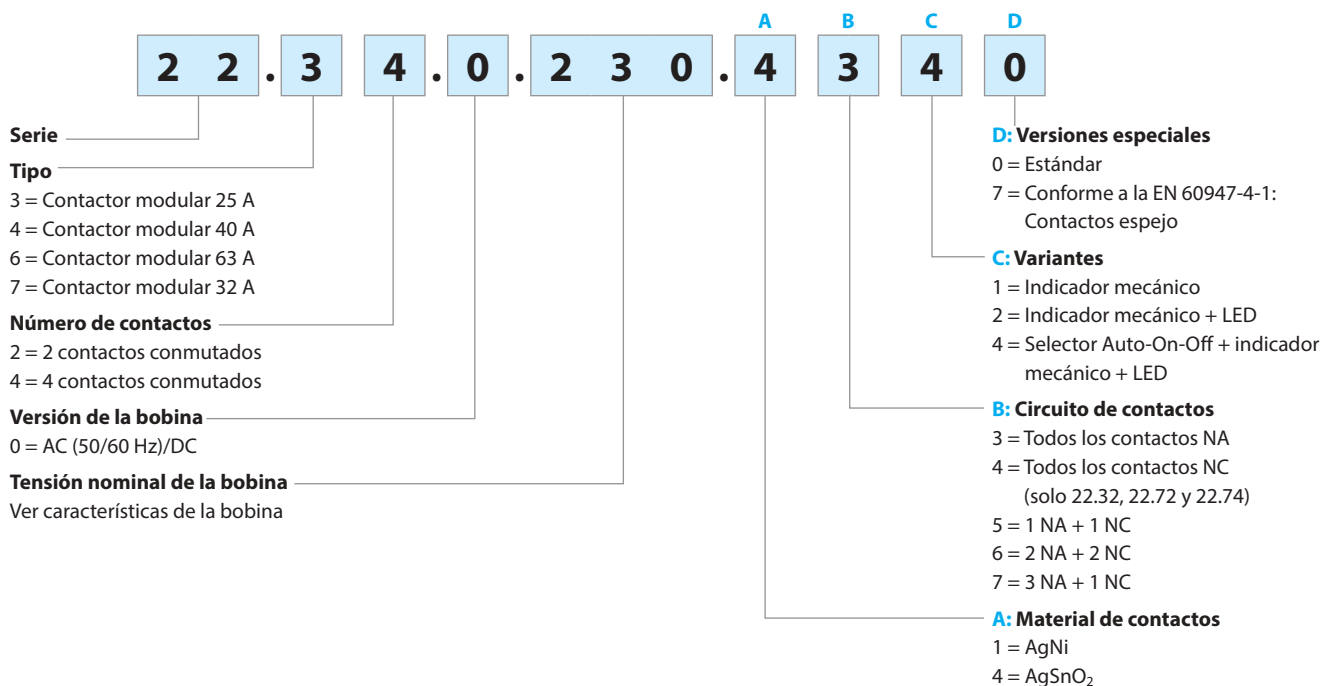 A B C D
2 2 . 3 4 . 0 . 2 3 0 . 4 3 4 0
Serie
Tipo
3 = Contactor modular 25 A
4 = Contactor modular 40 A
6 = Contactor modular 63 A
7 = Contactor modular 32 A
Número de contactos
2 = 2 contactos conmutados
4 = 4 contactos conmutados
Versión de la bobina
0 = AC (50/60 Hz)/DC
Tensión nominal de la bobina
Ver características de la bobina
D: Versiones especiales
0 = Estándar
7 = Conforme a la EN 60947-4-1:
Contactos espejo
C: Variantes
1 = Indicador mecánico
2 = Indicador mecánico + LED
4 = Selector Auto-On-Off + indicador
mecánico + LED
B: Circuito de contactos
3 = Todos los contactos NA
4 = Todos los contactos NC
(solo 22.32, 22.72 y 22.74)
5 = 1 NA + 1 NC
6 = 2 NA + 2 NC
7 = 3 NA + 1 NC
A: Material de contactos
1 = AgNi
4 = AgSnO₂